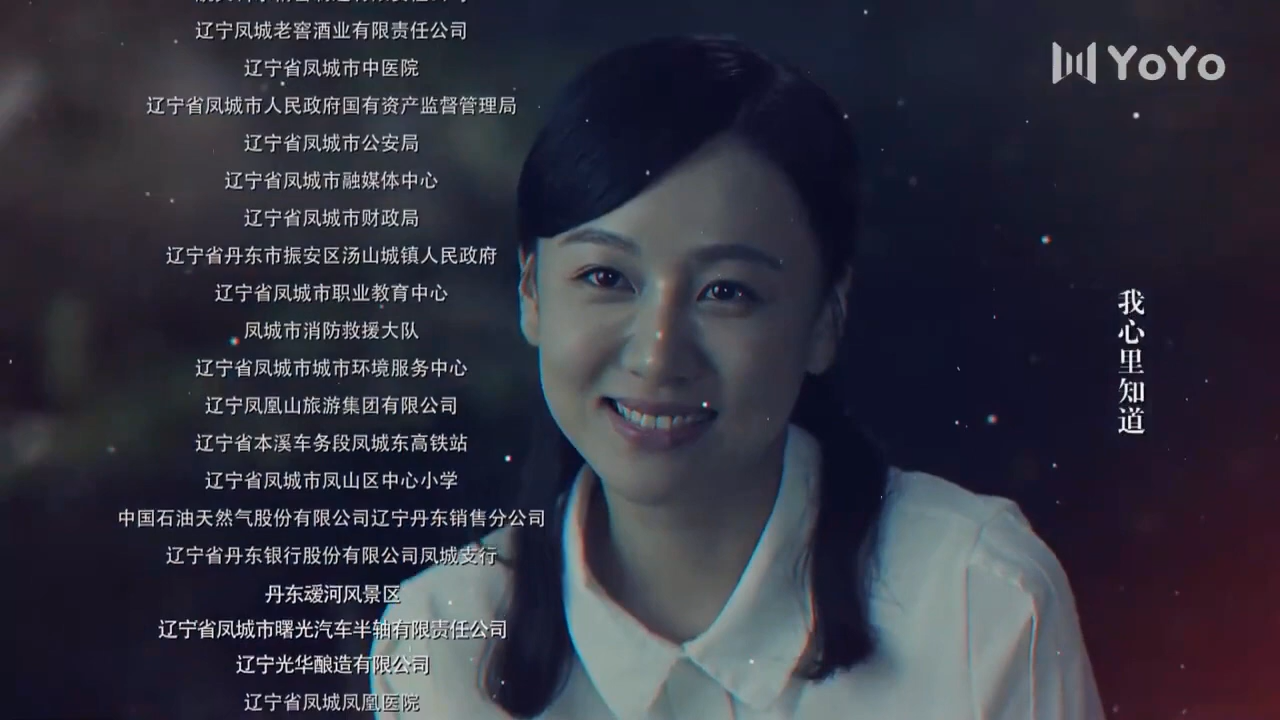 辽宁凤城老窖酒业有限责任公司
辽宁省凤城市中医院
辽宁省凤城市人民政府国有资产监督管理局
辽宁省凤城市公安局
辽宁省凤城市融媒体中心
辽宁省凤城市财政局
辽宁省丹东市振安区汤山城镇人民政府
辽宁省凤城市职业教育中心
凤城市消防救援大队
辽宁省凤城市城市环境服务中心
辽宁凤凰山旅游集团有限公司
辽宁省本溪车务段凤城东高铁站
辽宁省凤城市凤山区中心小学
中国石油天然气股份有限公司辽宁丹东销售分公司
辽宁省丹东银行股份有限公司凤城支行
丹东叆河风景区
辽宁省凤城市曙光汽车半轴有限责任公司
辽宁光华酿造有限公司
辽宁省凤城凤凰医院
YoYo
我心里知道